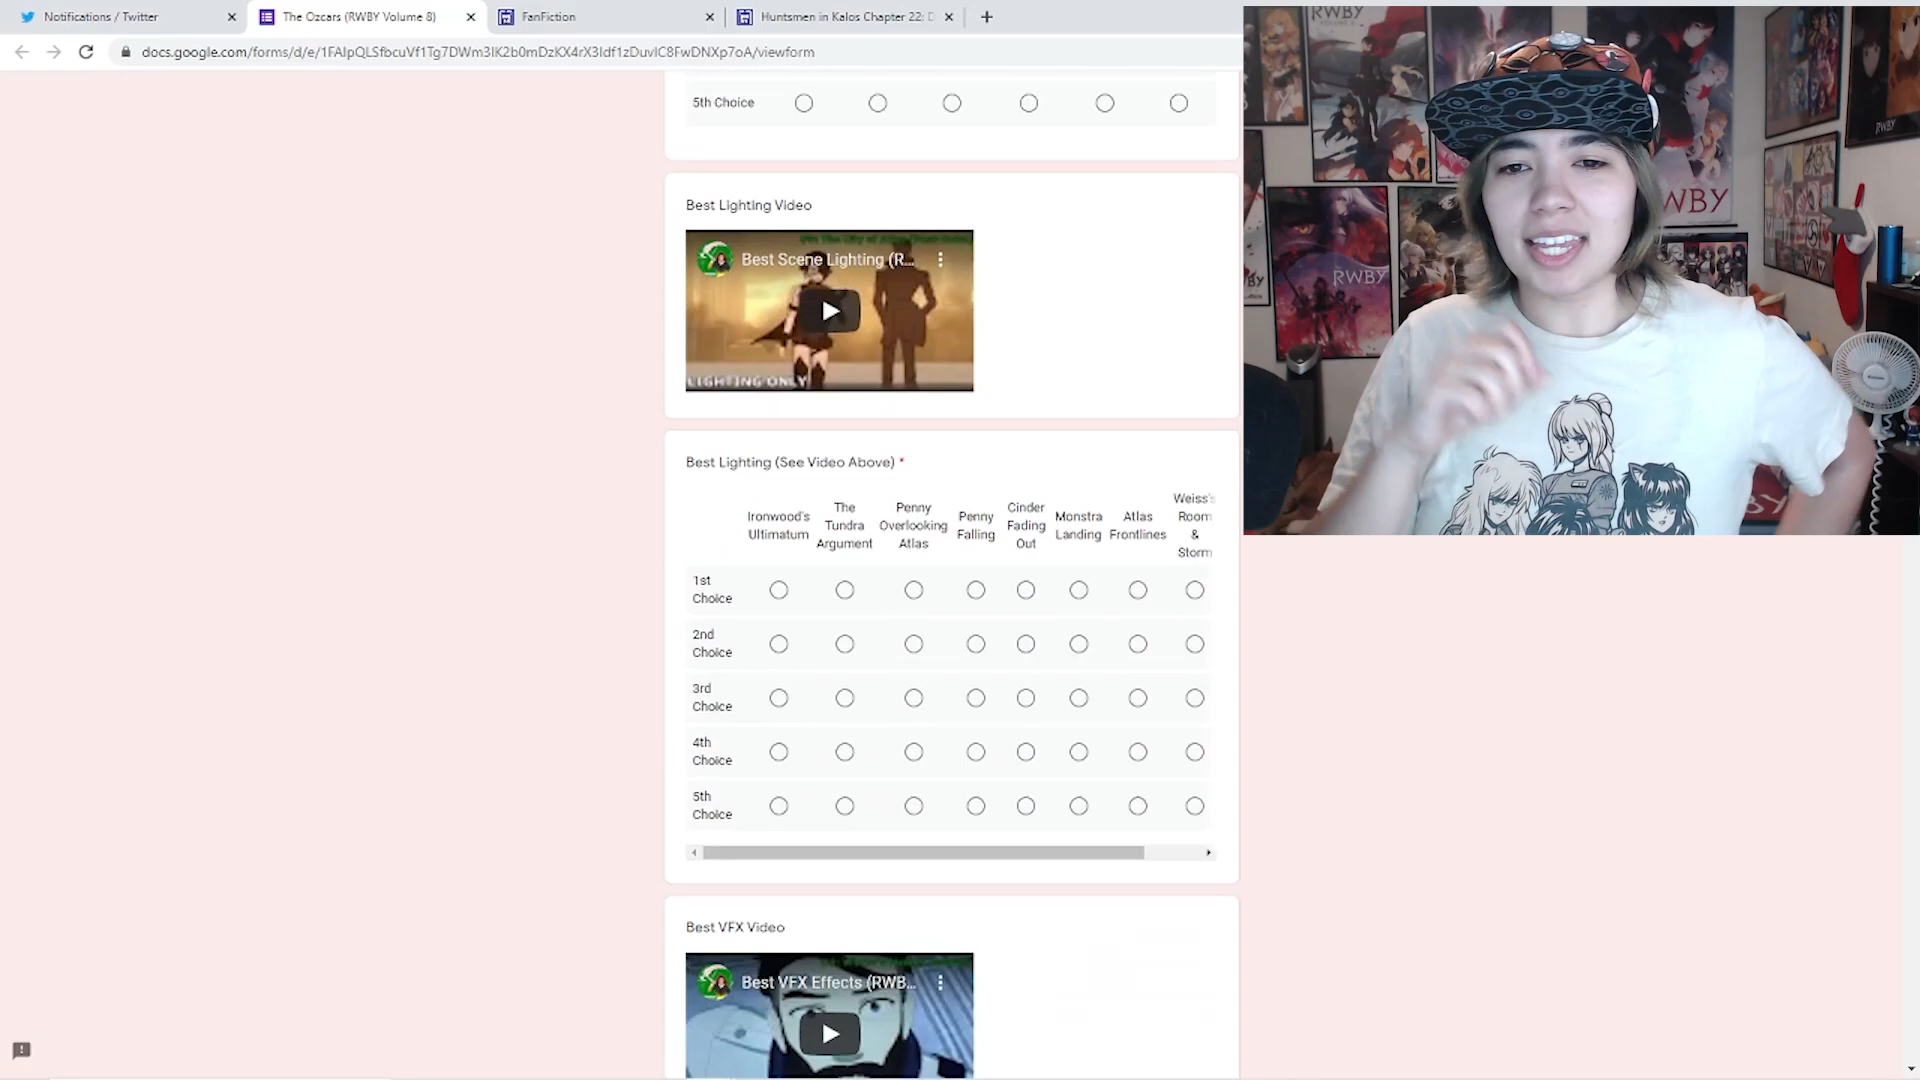 Notifications / Twitter
The Ozcars (RWBY Volume 8)
FanFiction
Huntsmen in Kalos Chapter 22: D
docs.google.com/forms/d/e/1FAIpQLSfbcuVf1Tg7DWm3IK2b0mDzKX4rX3Idf1zDuvIC8FwDNXp7oA/viewform
5th Choice
Best Lighting Video
Best Scene Lighting (R...
LIGHTING ONLY
Best Lighting (See Video Above) *
Ironwood's Ultimatum
The Tundra Argument
Penny Overlooking Atlas
Penny Falling
Cinder Fading Out
Monstra Landing
Atlas Frontlines
Weiss's Room & Storm
1st Choice
2nd Choice
3rd Choice
4th Choice
5th Choice
Best VFX Video
Best VFX Effects (RWB...
RWBY
RWBY
RWBY
WBY